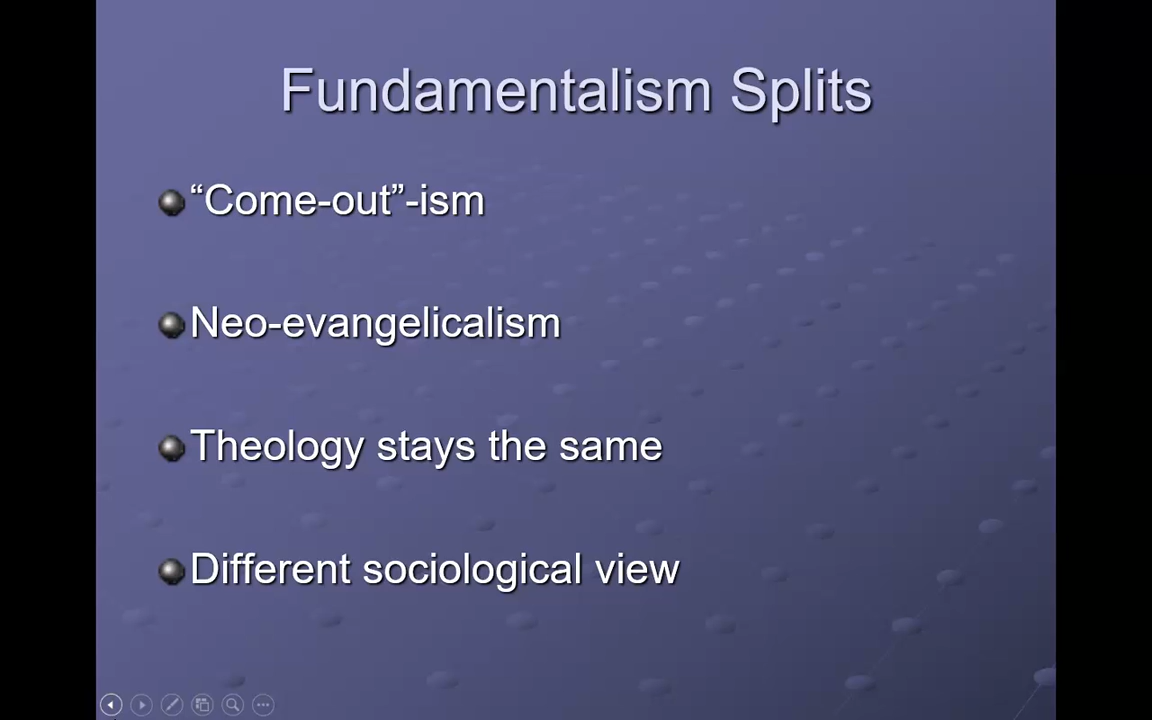 Fundamentalism Splits
“Come-out”-ism
Neo-evangelicalism
Theology stays the same
Different sociological view